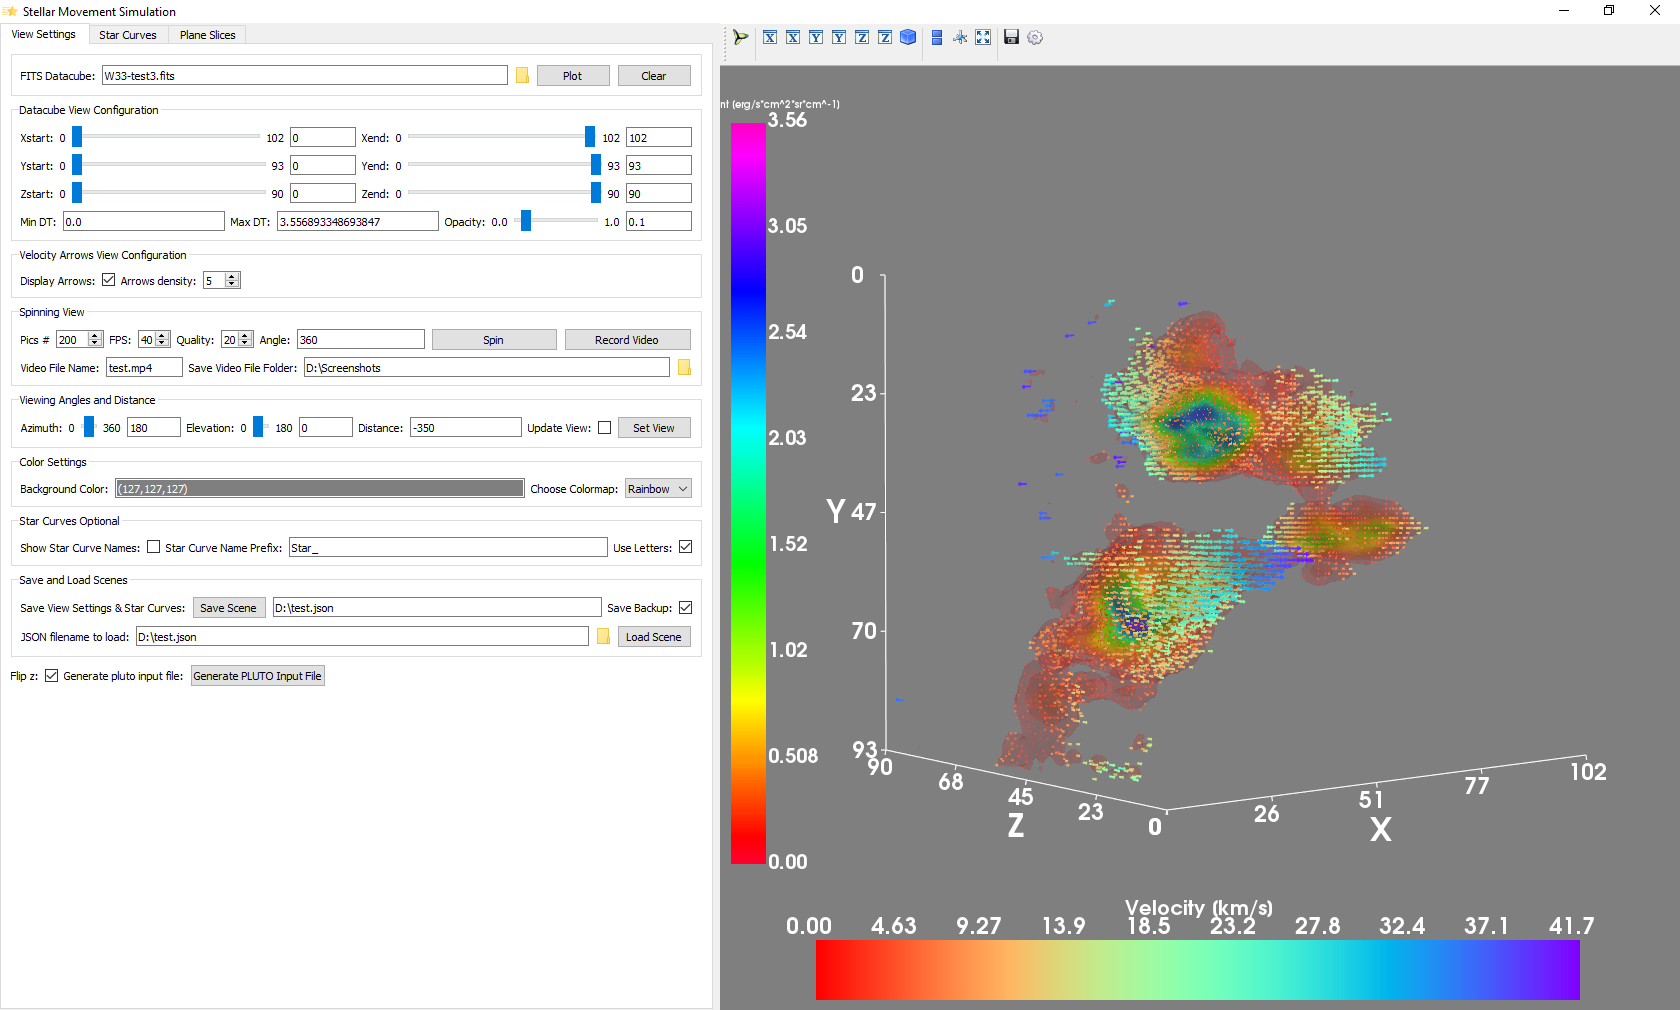 Stellar Movement Simulation
View Settings Star Curves Plane Slices
FITS Datacube: W33-test3.fits Plot Clear
Datacube View Configuration
Xstart: 0 102 0 Xend: 0 102 102
Ystart: 0 93 0 Yend: 0 93 93
Zstart: 0 90 0 Zend: 0 90 90
Min DT: 0.0 Max DT: 3.556893348693847 Opacity: 0.0 1.0 0.1
Velocity Arrows View Configuration
Display Arrows: Arrows density: 5
Spinning View
Pics # 200 FPS: 40 Quality: 20 Angle: 360 Spin Record Video
Video File Name: test.mp4 Save Video File Folder: D:\Screenshots
Viewing Angles and Distance
Azimuth: 0 360 180 Elevation: 0 180 0 Distance: -350 Update View: Set View
Color Settings
Background Color: (127,127,127) Choose Colormap: Rainbow
Star Curves Optional
Show Star Curve Names: Star Curve Name Prefix: Star_ Use Letters:
Save and Load Scenes
Save View Settings & Star Curves: Save Scene D:\test.json Save Backup:
JSON filename to load: D:\test.json Load Scene
Flip z: Generate pluto input file: Generate PLUTO Input File
X X Y Y Z Z
nt (erg/s*cm^2*sr*cm^-1)
3.56
3.05
2.54
2.03
1.52
1.02
0.508
0.00
0
23
Y 47
70
93
90 68 45 23 0
Z
26 51 77 102
X
Velocity (km/s)
0.00 4.63 9.27 13.9 18.5 23.2 27.8 32.4 37.1 41.7